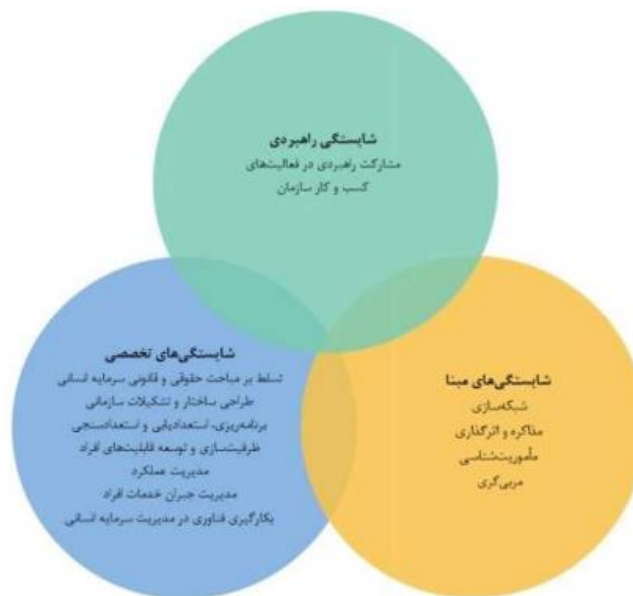 شایستگی راهبردی
مشارکت راهبردی در فعالیت‌های
کسب و کار سازمان
شایستگی‌های مبنا
شبکه‌سازی
مذاکره و اثرگذاری
مأموریت‌شناسی
مربی‌گری
شایستگی‌های تخصصی
تسلط بر مباحث حقوقی و قانونی سرمایه انسانی
طراحی ساختار و تشکیلات سازمانی
برنامه‌ریزی، استعدادیابی و استعدادسنجی
ظرفیت‌سازی و توسعه قابلیت‌های افراد
مدیریت عملکرد
مدیریت جبران خدمات افراد
بکارگیری فناوری در مدیریت سرمایه انسانی